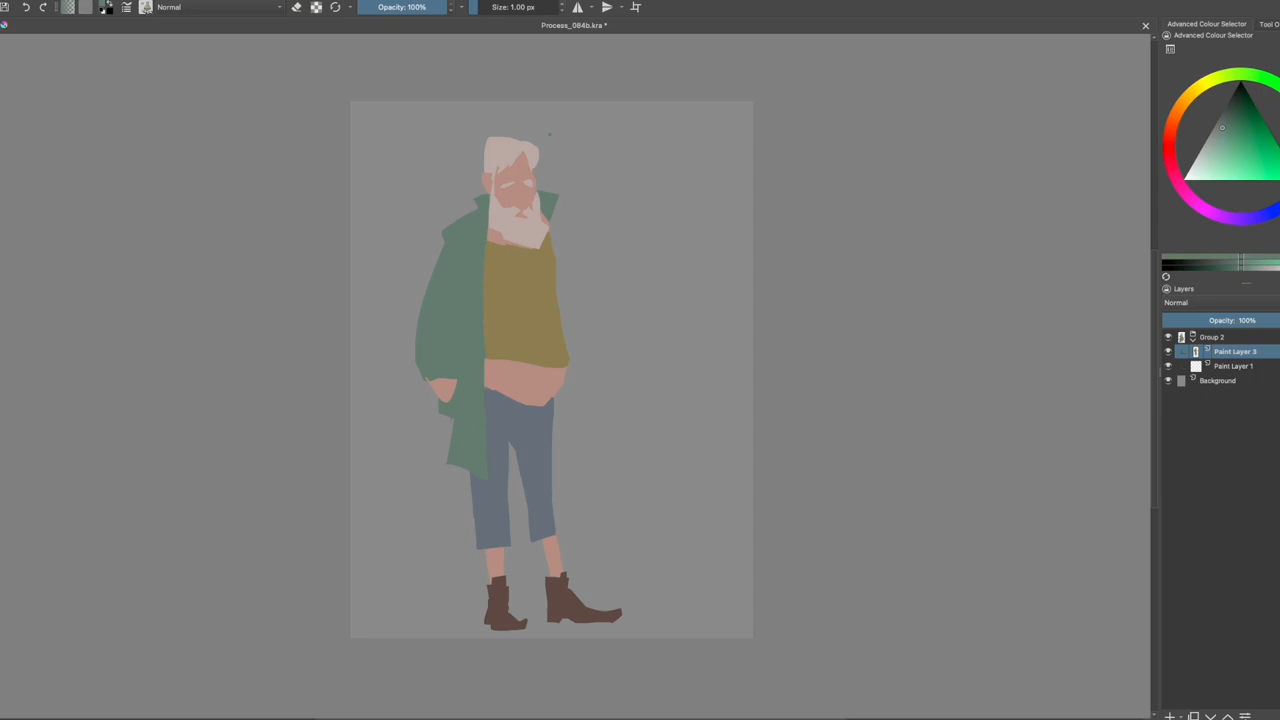 Normal
Opacity: 100%
Size: 1.00 px
Process_084b.kra *
Advanced Colour Selector
Tool O
Advanced Colour Selector
Layers
Normal
Opacity: 100%
Group 2
Paint Layer 3
Paint Layer 1
Background